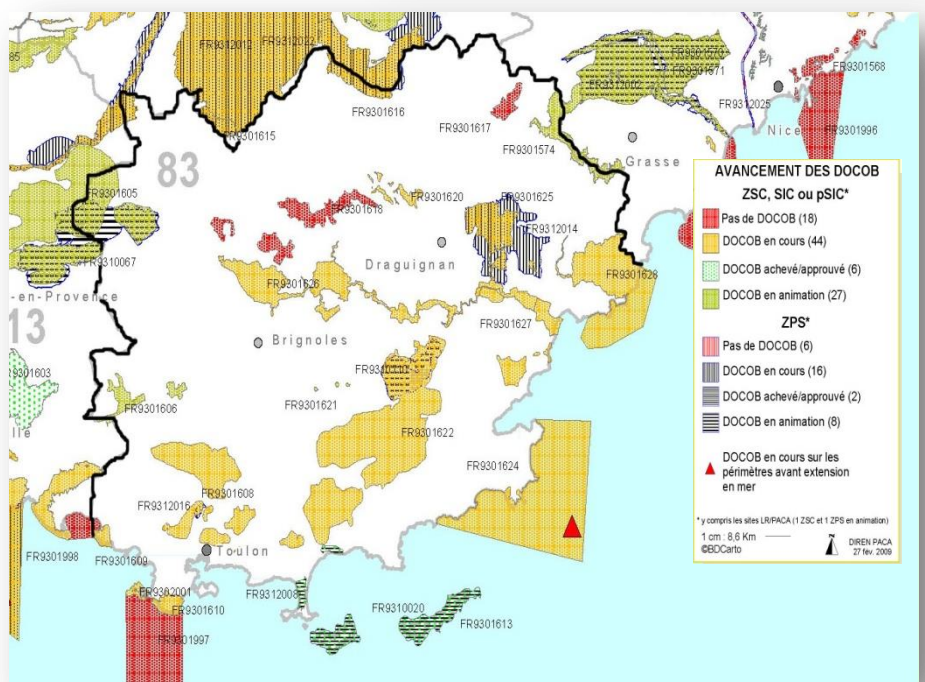 FR9312012
FR9312022
FR9301616
FR9301615
FR9301617
FR9301574
FR9301570
FR9301571
FR9312025
FR9301568
FR9301996
Nice
Grasse
83
FR9301605
FR9310067
-en-Provence
13
FR9301618
FR9301620
FR9301625
FR9312014
Draguignan
FR9301626
FR9301628
FR9301627
Brignoles
FR9301603
FR9301606
FR9301621
FR9301622
FR9301624
FR9312016
FR9301608
Toulon
FR9301998
FR9301609
FR9302001
FR9301610
FR9301997
FR9312008
FR9310020
FR9301613
AVANCEMENT DES DOCOB
ZSC, SIC ou pSIC*
Pas de DOCOB (18)
DOCOB en cours (44)
DOCOB achevé/approuvé (6)
DOCOB en animation (27)
ZPS*
Pas de DOCOB (6)
DOCOB en cours (16)
DOCOB achevé/approuvé (2)
DOCOB en animation (8)
DOCOB en cours sur les
périmètres avant extension
en mer
* y compris les sites LR/PACA (1 ZSC et 1 ZPS en animation)
1 cm : 8,6 Km
©BDCarto
DIREN PACA
27 fev. 2009